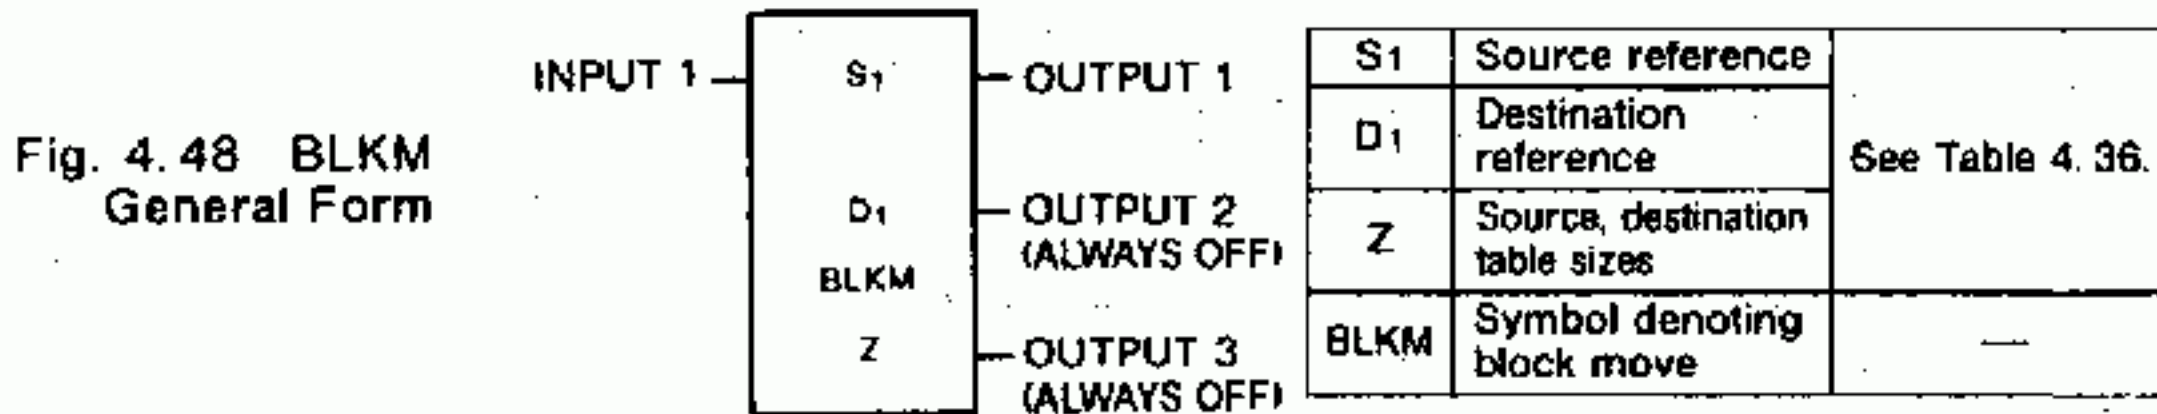 Fig. 4.48 BLKM
General Form
INPUT 1
S1
D1
BLKM
Z
OUTPUT 1
OUTPUT 2
(ALWAYS OFF)
OUTPUT 3
(ALWAYS OFF)
S1 Source reference
D1 Destination
reference
Z Source, destination
table sizes
See Table 4.36.
BLKM Symbol denoting
block move
—